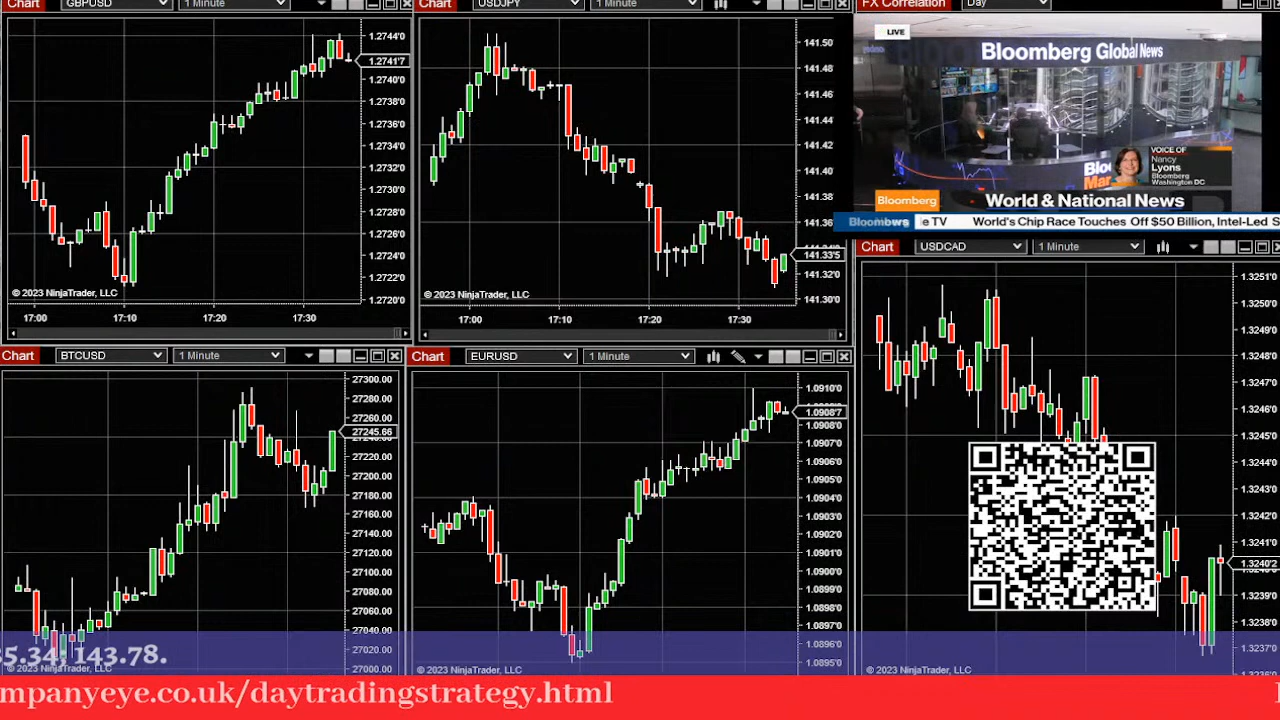 Chart GBPUSD 1 Minute
1.2744'0
1.2741'7
1.2740'0
1.2738'0
1.2736'0
1.2734'0
1.2732'0
1.2730'0
1.2728'0
1.2726'0
1.2724'0
1.2722'0
1.2720'0
© 2023 NinjaTrader, LLC
17:00 17:10 17:20 17:30
Chart USDJPY 1 Minute
141.50
141.48
141.46
141.44
141.42
141.40
141.38
141.36
141.33'5
141.32'0
141.30'0
© 2023 NinjaTrader, LLC
17:00 17:10 17:20 17:30
FX Correlation Day
LIVE
Bloomberg Global News
VOICE OF
Nancy
Lyons
Bloomberg
Washington DC
Bloomberg
World & National News
Bloomberg e TV World's Chip Race Touches Off $50 Billion, Intel-Led S
Chart USDCAD 1 Minute
1.3251'0
1.3250'0
1.3249'0
1.3248'0
1.3247'0
1.3246'0
1.3245'0
1.3244'0
1.3243'0
1.3242'0
1.3241'0
1.3240'2
1.3239'0
1.3238'0
1.3237'0
© 2023 NinjaTrader, LLC
Chart BTCUSD 1 Minute
27300.00
27280.00
27260.00
27245.66
27220.00
27200.00
27180.00
27160.00
27140.00
27120.00
27100.00
27080.00
27060.00
27040.00
27020.00
27000.00
© 2023 NinjaTrader, LLC
Chart EURUSD 1 Minute
1.0910'0
1.0908'7
1.0908'0
1.0907'0
1.0906'0
1.0904'0
1.0903'0
1.0902'0
1.0901'0
1.0900'0
1.0899'0
1.0898'0
1.0897'0
1.0896'0
1.0895'0
© 2023 NinjaTrader, LLC
5.34; 143.78.
mpanyeye.co.uk/daytradingstrategy.html